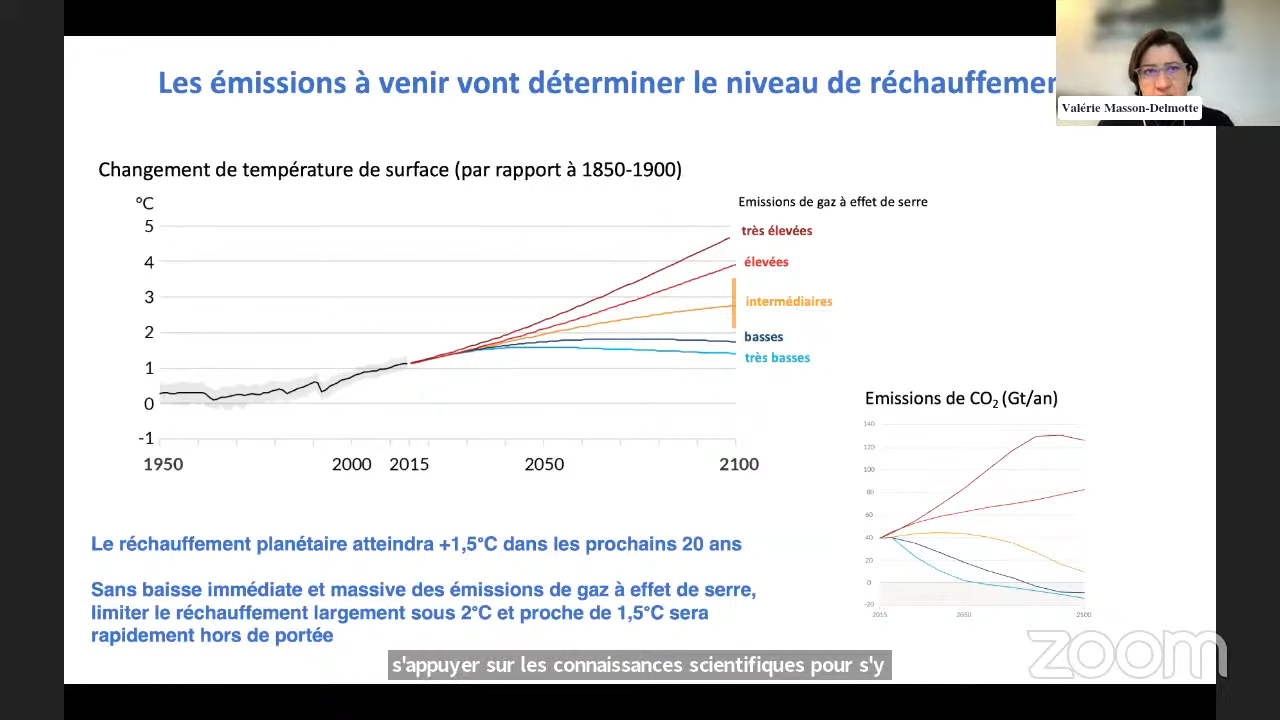 Les émissions à venir vont déterminer le niveau de réchauffemen
Valérie Masson-Delmotte
Changement de température de surface (par rapport à 1850-1900)
°C
5
4
3
2
1
0
-1
1950
2000
2015
2050
2100
Emissions de gaz à effet de serre
très élevées
élevées
intermédiaires
basses
très basses
Emissions de CO2 (Gt/an)
140
120
100
80
60
40
20
0
-20
2015
2050
2100
Le réchauffement planétaire atteindra +1,5°C dans les prochains 20 ans
Sans baisse immédiate et massive des émissions de gaz à effet de serre,
limiter le réchauffement largement sous 2°C et proche de 1,5°C sera
rapidement hors de portée
s'appuyer sur les connaissances scientifiques pour s'y
zoom